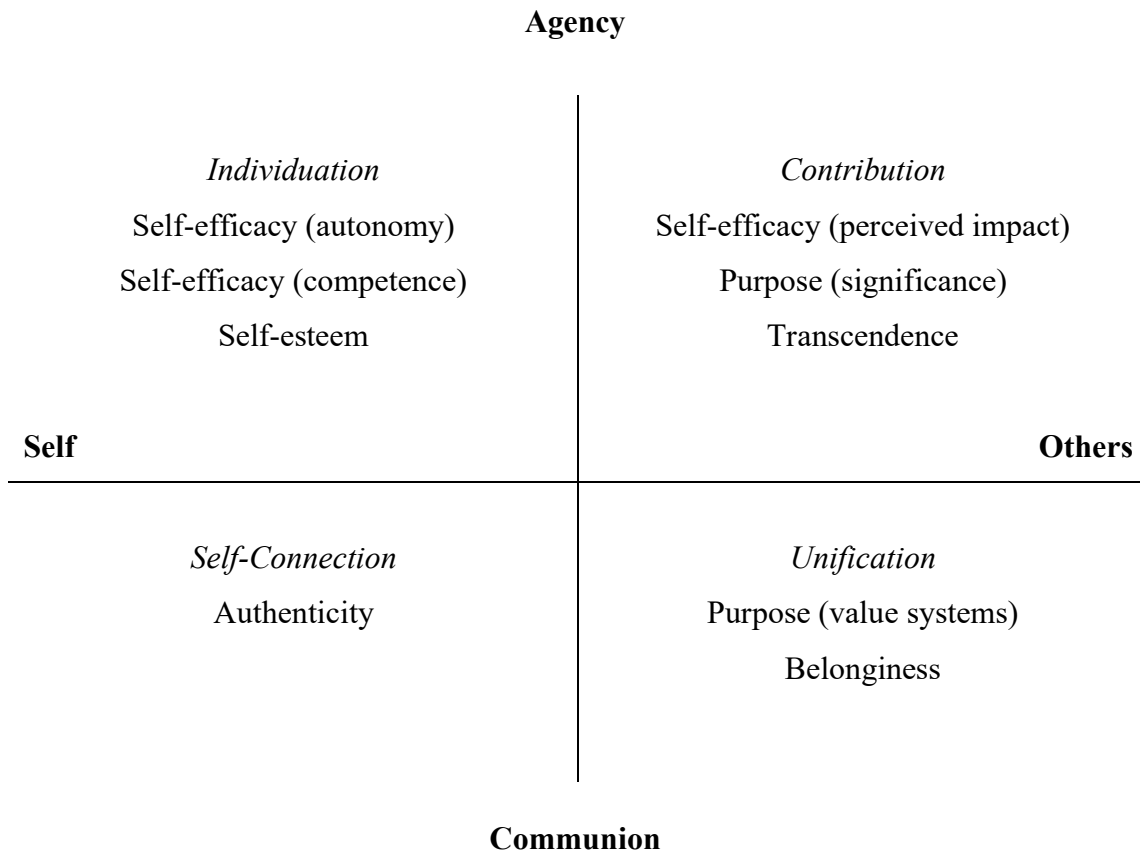 Agency
Individuation
Self-efficacy (autonomy)
Self-efficacy (competence)
Self-esteem
Contribution
Self-efficacy (perceived impact)
Purpose (significance)
Transcendence
Self
Others
Self-Connection
Authenticity
Unification
Purpose (value systems)
Belonginess
Communion